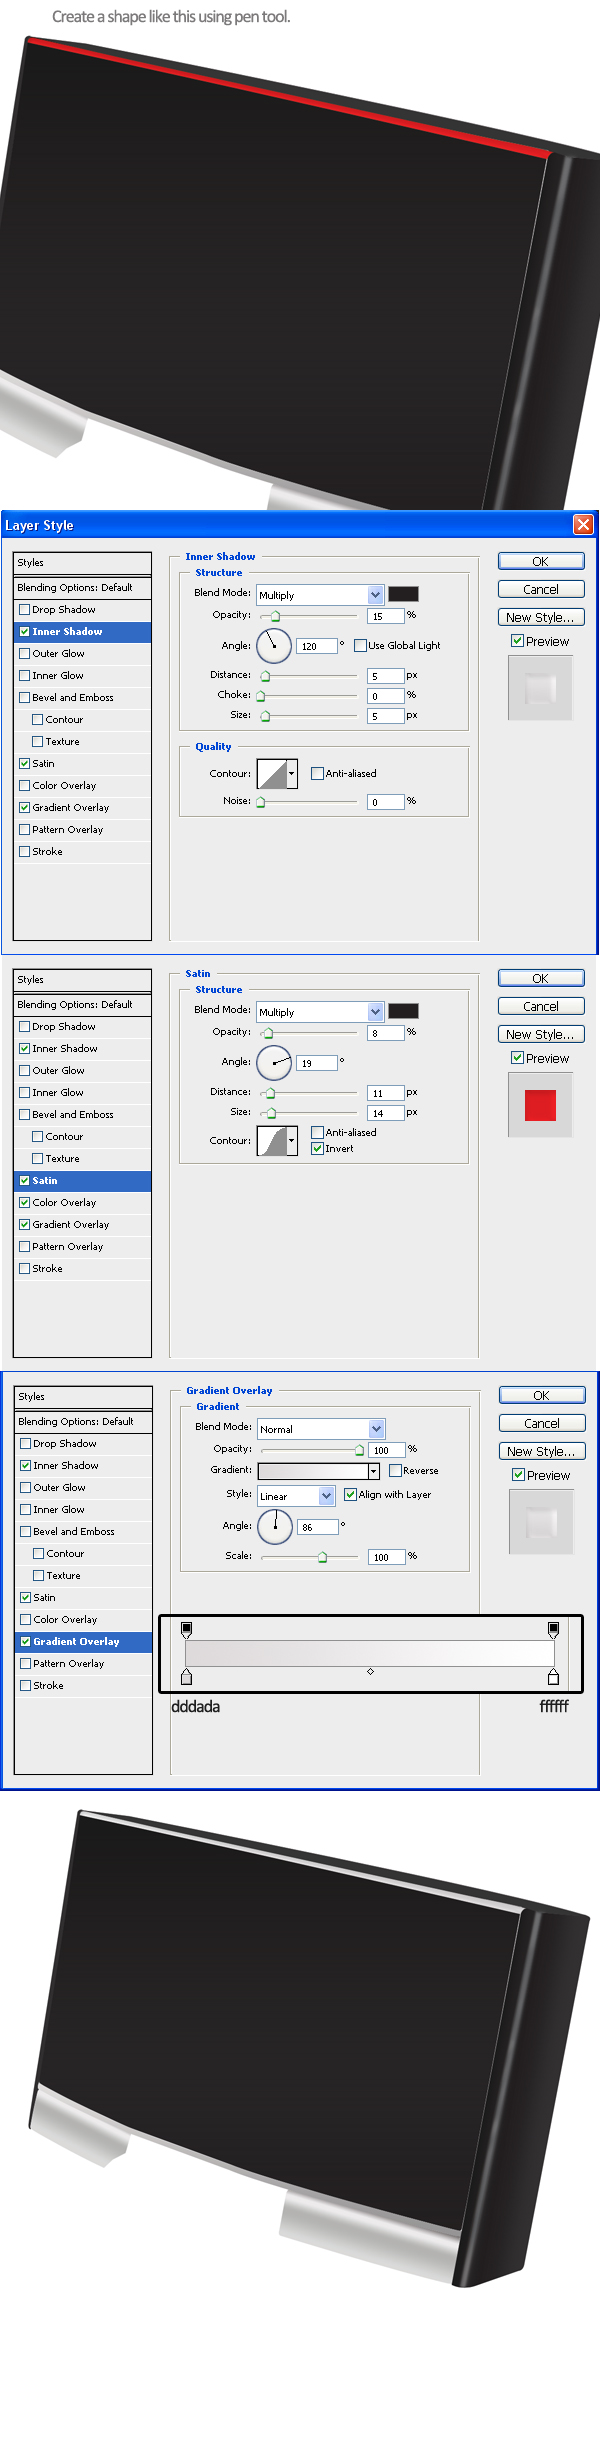 Create a shape like this using pen tool.
Layer Style
Styles
Blending Options: Default
Drop Shadow
Inner Shadow
Outer Glow
Inner Glow
Bevel and Emboss
Contour
Texture
Satin
Color Overlay
Gradient Overlay
Pattern Overlay
Stroke
Inner Shadow
Structure
Blend Mode: Multiply
Opacity: 15 %
Angle: 120 ° Use Global Light
Distance: 5 px
Choke: 0 %
Size: 5 px
Quality
Contour: Anti-aliased
Noise: 0 %
OK
Cancel
New Style...
Preview
Styles
Blending Options: Default
Drop Shadow
Inner Shadow
Outer Glow
Inner Glow
Bevel and Emboss
Contour
Texture
Satin
Color Overlay
Gradient Overlay
Pattern Overlay
Stroke
Satin
Structure
Blend Mode: Multiply
Opacity: 8 %
Angle: 19 °
Distance: 11 px
Size: 14 px
Contour: Anti-aliased
Invert
OK
Cancel
New Style...
Preview
Styles
Blending Options: Default
Drop Shadow
Inner Shadow
Outer Glow
Inner Glow
Bevel and Emboss
Contour
Texture
Satin
Color Overlay
Gradient Overlay
Pattern Overlay
Stroke
Gradient Overlay
Gradient
Blend Mode: Normal
Opacity: 100 %
Gradient: Reverse
Style: Linear Align with Layer
Angle: 86 °
Scale: 100 %
OK
Cancel
New Style...
Preview
dddada ffffff